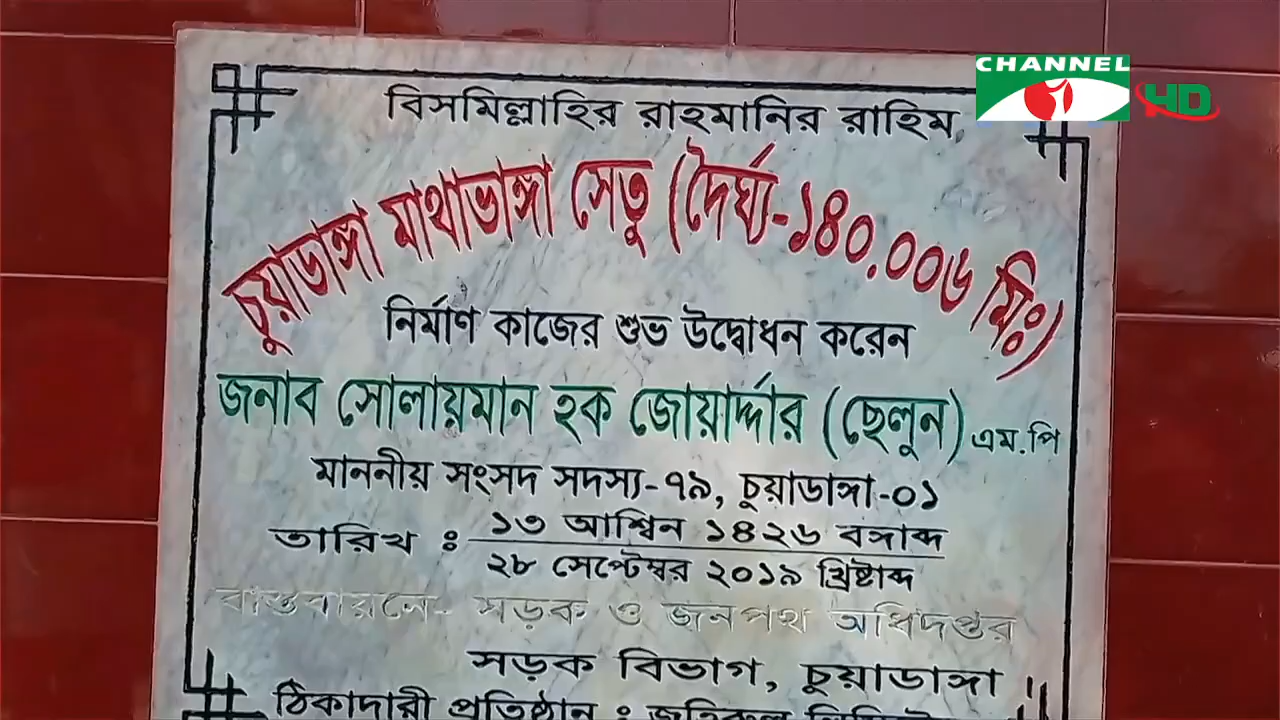 CHANNEL i HD
বিসমিল্লাহির রাহমানির রাহিম
চুয়াডাঙ্গা মাথাভাঙ্গা সেতু (দৈর্ঘ্য-১৪০.০০৬ মিঃ)
নির্মাণ কাজের শুভ উদ্বোধন করেন
জনাব সোলায়মান হক জোয়ার্দ্দার (ছেলুন) এম.পি
মাননীয় সংসদ সদস্য-৭৯, চুয়াডাঙ্গা-০১
তারিখ : ১৩ আশ্বিন ১৪২৬ বঙ্গাব্দ
২৮ সেপ্টেম্বর ২০১৯ খ্রিষ্টাব্দ
বাস্তবায়নে- সড়ক ও জনপথ অধিদপ্তর
সড়ক বিভাগ, চুয়াডাঙ্গা
ঠিকাদারী প্রতিষ্ঠান :